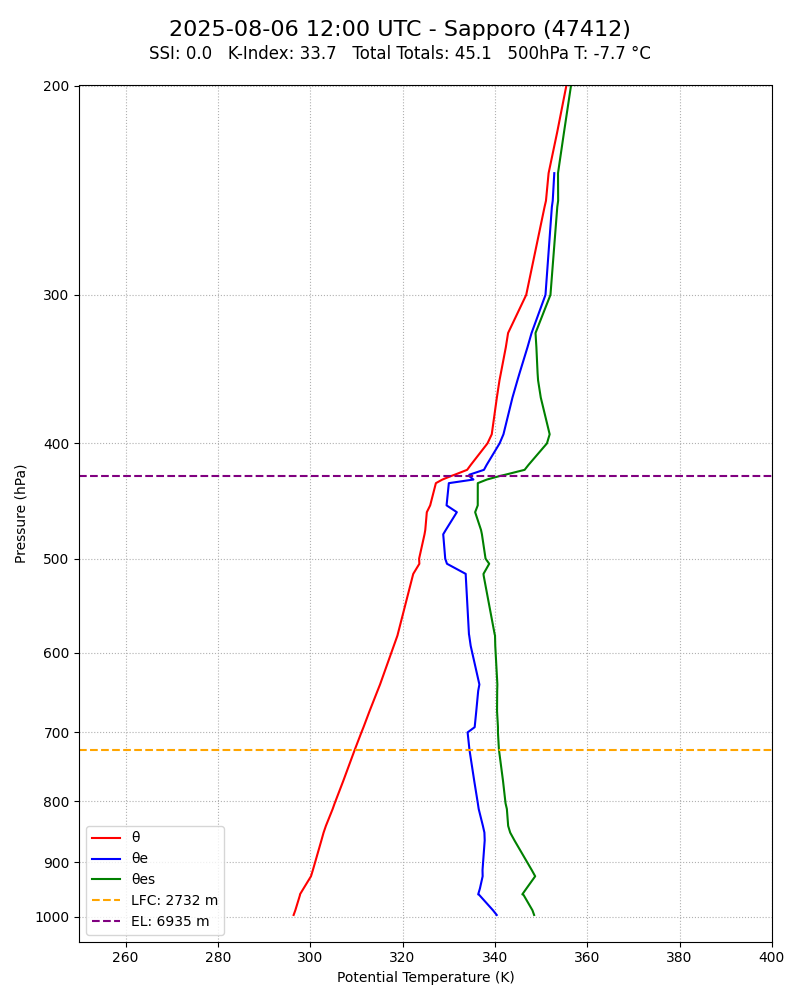 2025-08-06 12:00 UTC - Sapporo (47412)
SSI: 0.0   K-Index: 33.7   Total Totals: 45.1   500hPa T: -7.7 °C
200
300
400
500
600
700
800
900
1000
Pressure (hPa)
θ
θe
θes
LFC: 2732 m
EL: 6935 m
260 280 300 320 340 360 380 400
Potential Temperature (K)